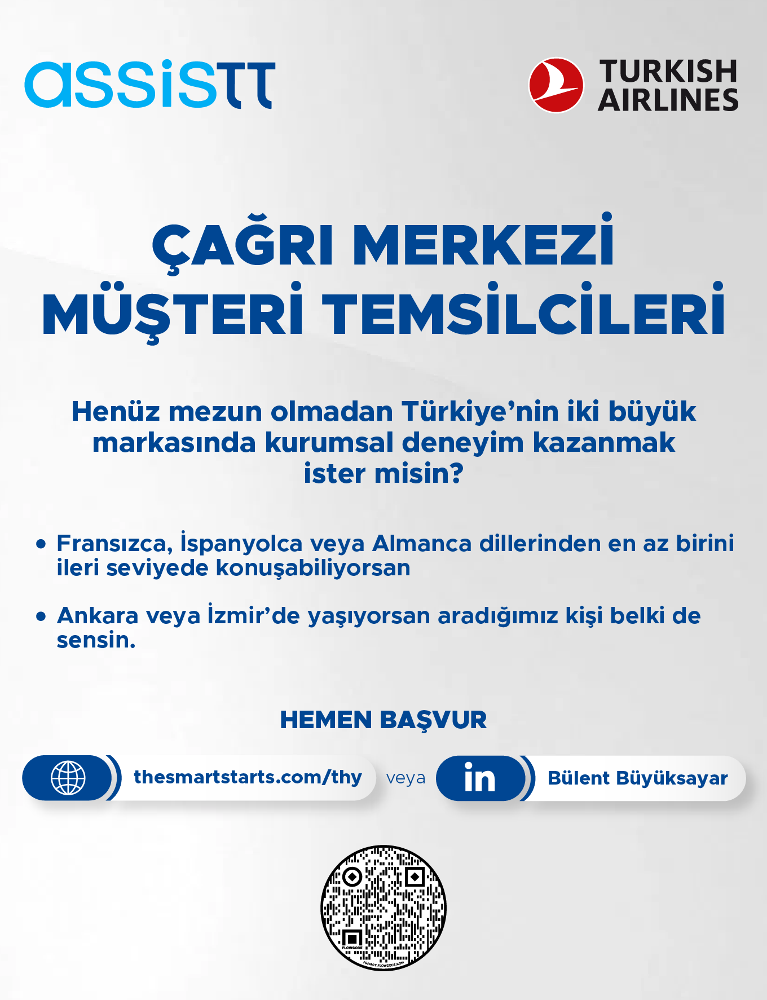 assistt
TURKISH
AIRLINES
ÇAĞRI MERKEZİ
MÜŞTERİ TEMSİLCİLERİ
Henüz mezun olmadan Türkiye’nin iki büyük
markasında kurumsal deneyim kazanmak
ister misin?
• Fransızca, İspanyolca veya Almanca dillerinden en az birini
ileri seviyede konuşabiliyorsan
• Ankara veya İzmir’de yaşıyorsan aradığımız kişi belki de
sensin.
HEMEN BAŞVUR
thesmartstarts.com/thy veya in Bülent Büyüksayar
FLOWCODE
PRIVACY.FLOWCODE.COM